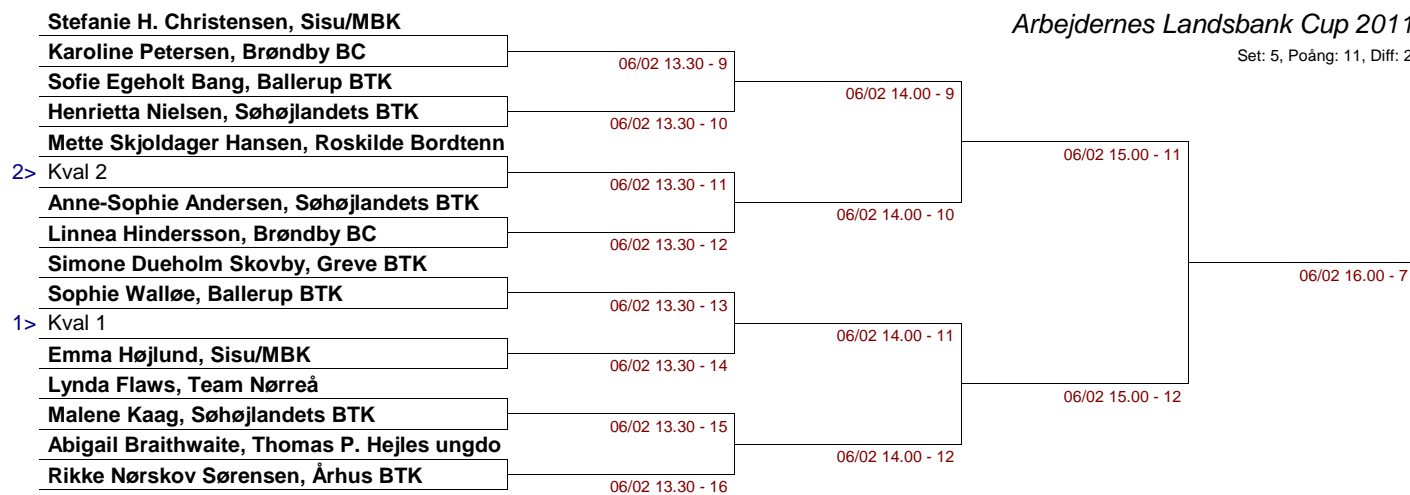 Stefanie H. Christensen, Sisu/MBK
Arbejdernes Landsbank Cup 2011
Karoline Petersen, Brøndby BC
Set: 5, Poång: 11, Diff: 2
06/02 13.30 - 9
Sofie Egeholt Bang, Ballerup BTK
06/02 14.00 - 9
Henrietta Nielsen, Søhøjlandets BTK
06/02 13.30 - 10
Mette Skjoldager Hansen, Roskilde Bordtenn
06/02 15.00 - 11
2> Kval 2
06/02 13.30 - 11
Anne-Sophie Andersen, Søhøjlandets BTK
06/02 14.00 - 10
Linnea Hindersson, Brøndby BC
06/02 13.30 - 12
Simone Dueholm Skovby, Greve BTK
06/02 16.00 - 7
Sophie Walløe, Ballerup BTK
06/02 13.30 - 13
1> Kval 1
06/02 14.00 - 11
Emma Højlund, Sisu/MBK
06/02 13.30 - 14
Lynda Flaws, Team Nørreå
06/02 15.00 - 12
Malene Kaag, Søhøjlandets BTK
06/02 13.30 - 15
Abigail Braithwaite, Thomas P. Hejles ungdo
06/02 14.00 - 12
Rikke Nørskov Sørensen, Århus BTK
06/02 13.30 - 16